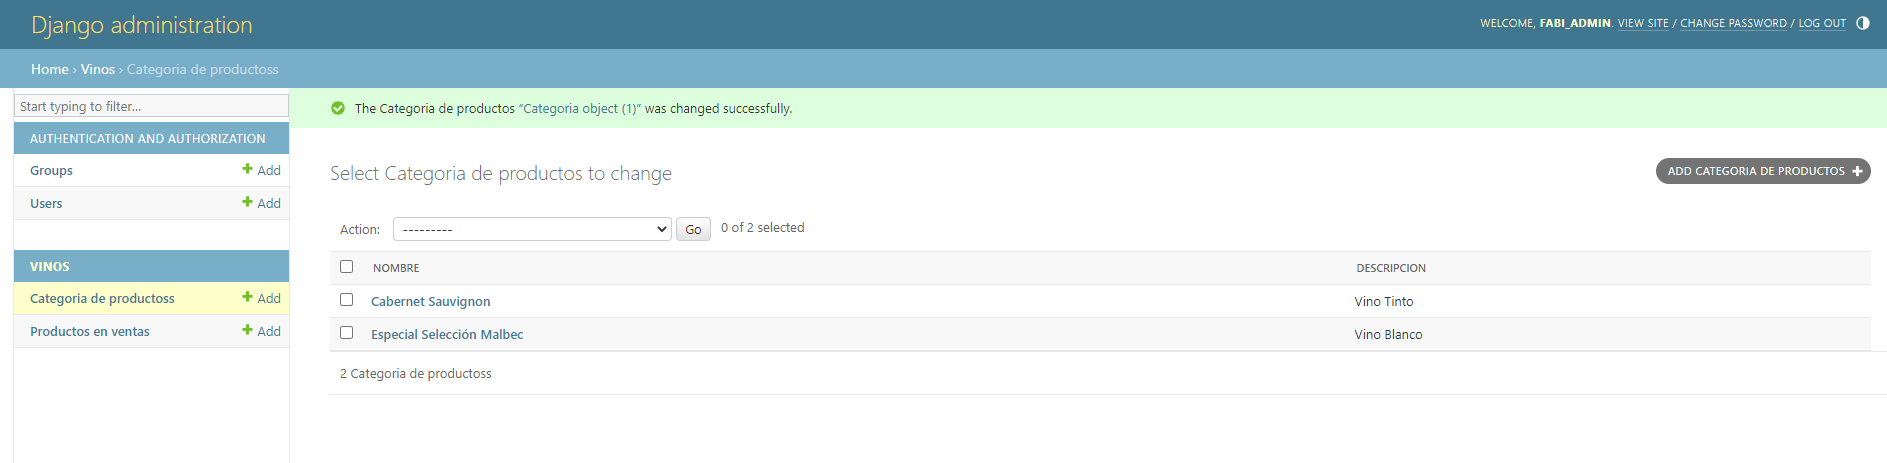 Django administration
WELCOME, FABI_ADMIN. VIEW SITE / CHANGE PASSWORD / LOG OUT
Home › Vinos › Categoria de productoss
Start typing to filter...
AUTHENTICATION AND AUTHORIZATION
Groups + Add
Users + Add
VINOS
Categoria de productoss + Add
Productos en ventas + Add
The Categoria de productos “Categoria object (1)” was changed successfully.
Select Categoria de productos to change
ADD CATEGORIA DE PRODUCTOS +
Action: --------- Go 0 of 2 selected
NOMBRE DESCRIPCION
Cabernet Sauvignon Vino Tinto
Especial Selección Malbec Vino Blanco
2 Categoria de productoss